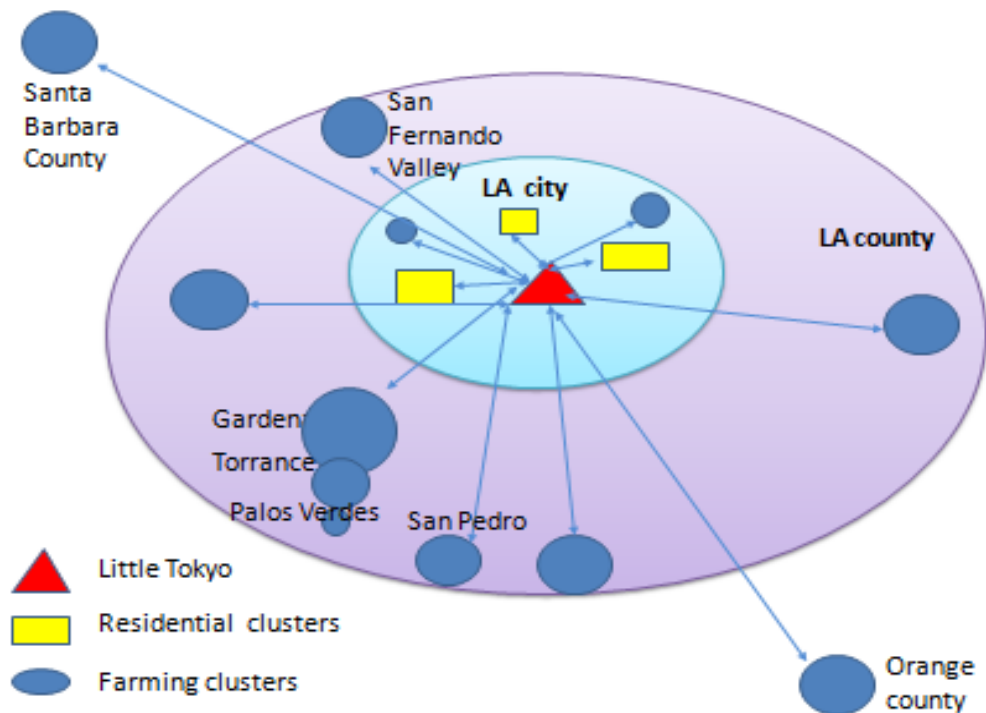 Santa
Barbara
County
San
Fernando
Valley
LA city
LA county
Garden
Torrance
Palos Verdes
San Pedro
Little Tokyo
Residential clusters
Farming clusters
Orange
county